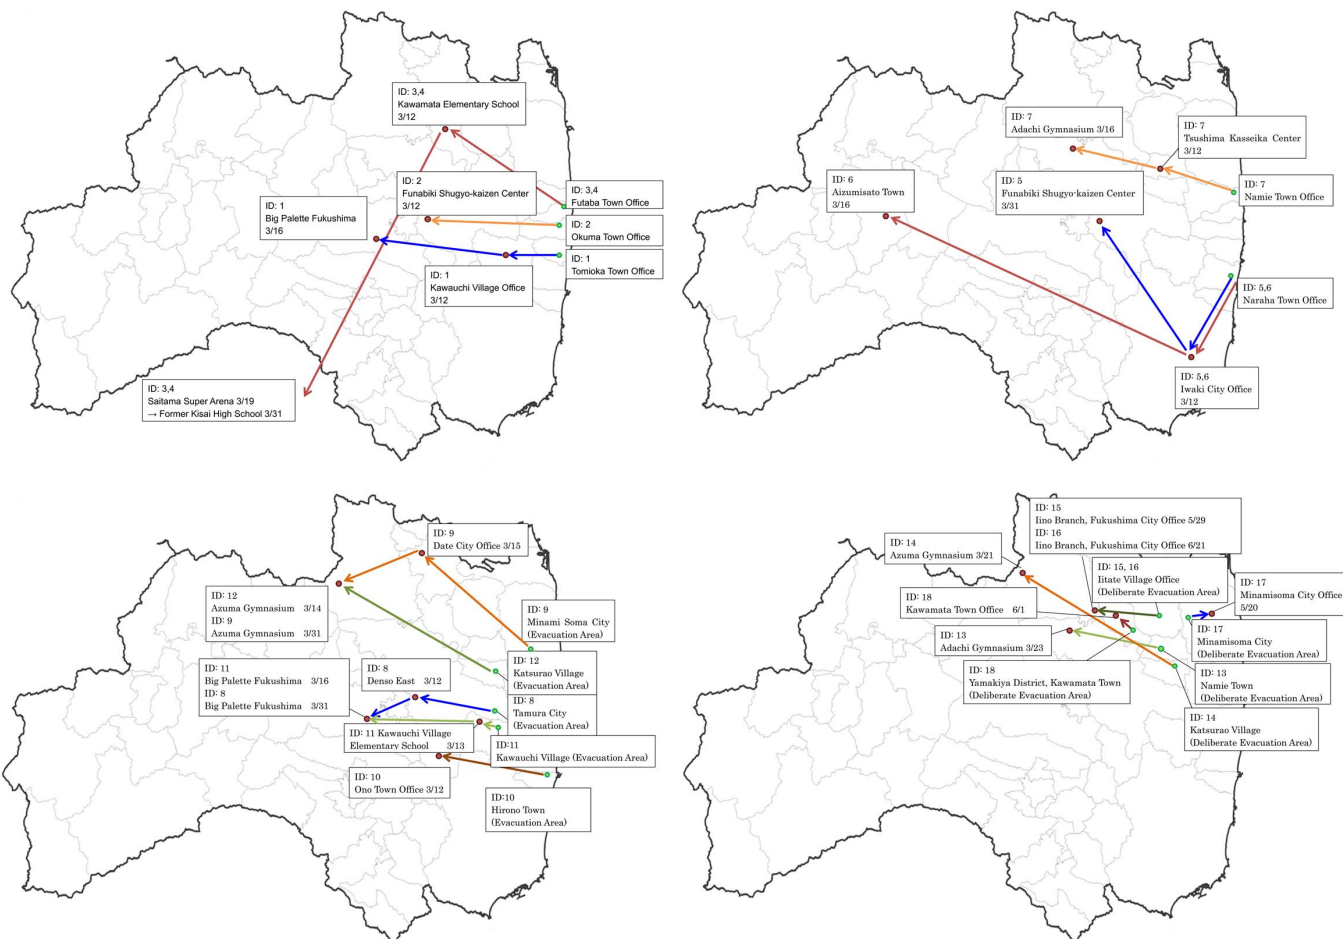 ID: 3,4
Kawamata Elementary School
3/12
ID: 2
Funabiki Shugyo-kaizen Center
3/12
ID: 3,4
Futaba Town Office
ID: 1
Big Palette Fukushima
3/16
ID: 2
Okuma Town Office
ID: 1
Tomioka Town Office
ID: 1
Kawauchi Village Office
3/12
ID: 3,4
Saitama Super Arena 3/19
→ Former Kisai High School 3/31
ID: 7
Adachi Gymnasium 3/16
ID: 7
Tsushima Kasseika Center
3/12
ID: 6
Aizumisato Town
3/16
ID: 5
Funabiki Shugyo-kaizen Center
3/31
ID: 7
Namie Town Office
ID: 5,6
Naraha Town Office
ID: 5,6
Iwaki City Office
3/12
ID: 9
Date City Office 3/15
ID: 12
Azuma Gymnasium 3/14
ID: 9
Azuma Gymnasium 3/31
ID: 9
Minami Soma City
(Evacuation Area)
ID: 12
Katsurao Village
(Evacuation Area)
ID: 11
Big Palette Fukushima 3/16
ID: 8
Big Palette Fukushima 3/31
ID: 8
Denso East 3/12
ID: 8
Tamura City
(Evacuation Area)
ID: 11 Kawauchi Village
Elementary School 3/13
ID:11
Kawauchi Village (Evacuation Area)
ID: 10
Ono Town Office 3/12
ID:10
Hirono Town
(Evacuation Area)
ID: 15
Iino Branch, Fukushima City Office 5/29
ID: 16
Iino Branch, Fukushima City Office 6/21
ID: 14
Azuma Gymnasium 3/21
ID: 15, 16
Iitate Village Office
(Deliberate Evacuation Area)
ID: 17
Minamisoma City Office
5/20
ID: 18
Kawamata Town Office 6/1
ID: 13
Adachi Gymnasium 3/23
ID: 17
Minamisoma City
(Deliberate Evacuation Area)
ID: 18
Yamakiya District, Kawamata Town
(Deliberate Evacuation Area)
ID: 13
Namie Town
(Deliberate Evacuation Area)
ID: 14
Katsurao Village
(Deliberate Evacuation Area)